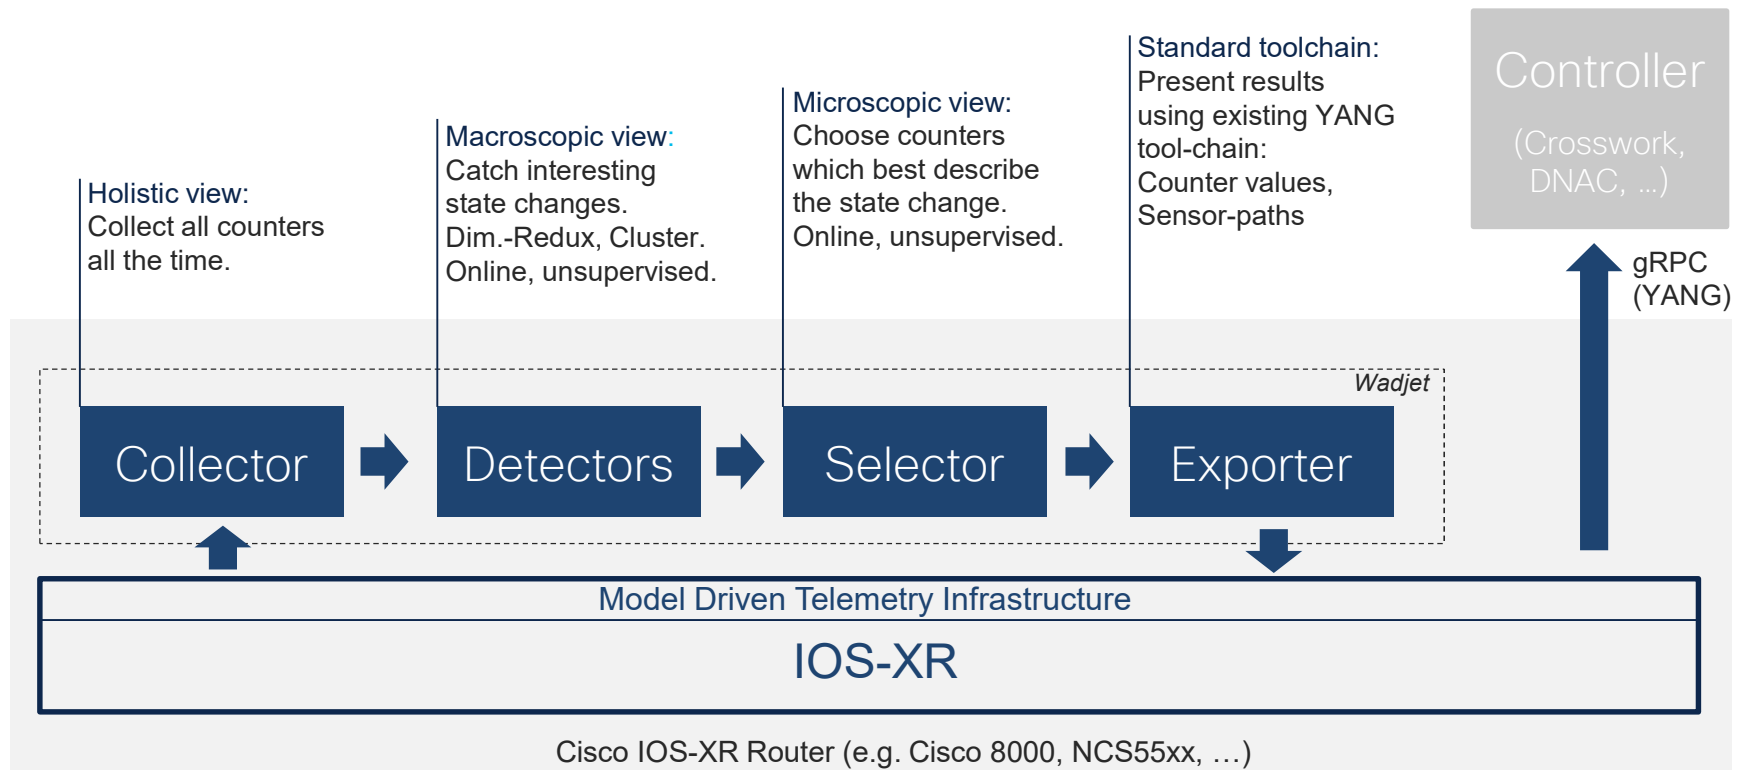 Holistic view:
Collect all counters
all the time.
Macroscopic view:
Catch interesting
state changes.
Dim.-Redux, Cluster.
Online, unsupervised.
Microscopic view:
Choose counters
which best describe
the state change.
Online, unsupervised.
Standard toolchain:
Present results
using existing YANG
tool-chain:
Counter values,
Sensor-paths
Controller
(Crosswork,
DNAC, ...)
gRPC
(YANG)
Wadjet
Collector
Detectors
Selector
Exporter
Model Driven Telemetry Infrastructure
IOS-XR
Cisco IOS-XR Router (e.g. Cisco 8000, NCS55xx, …)